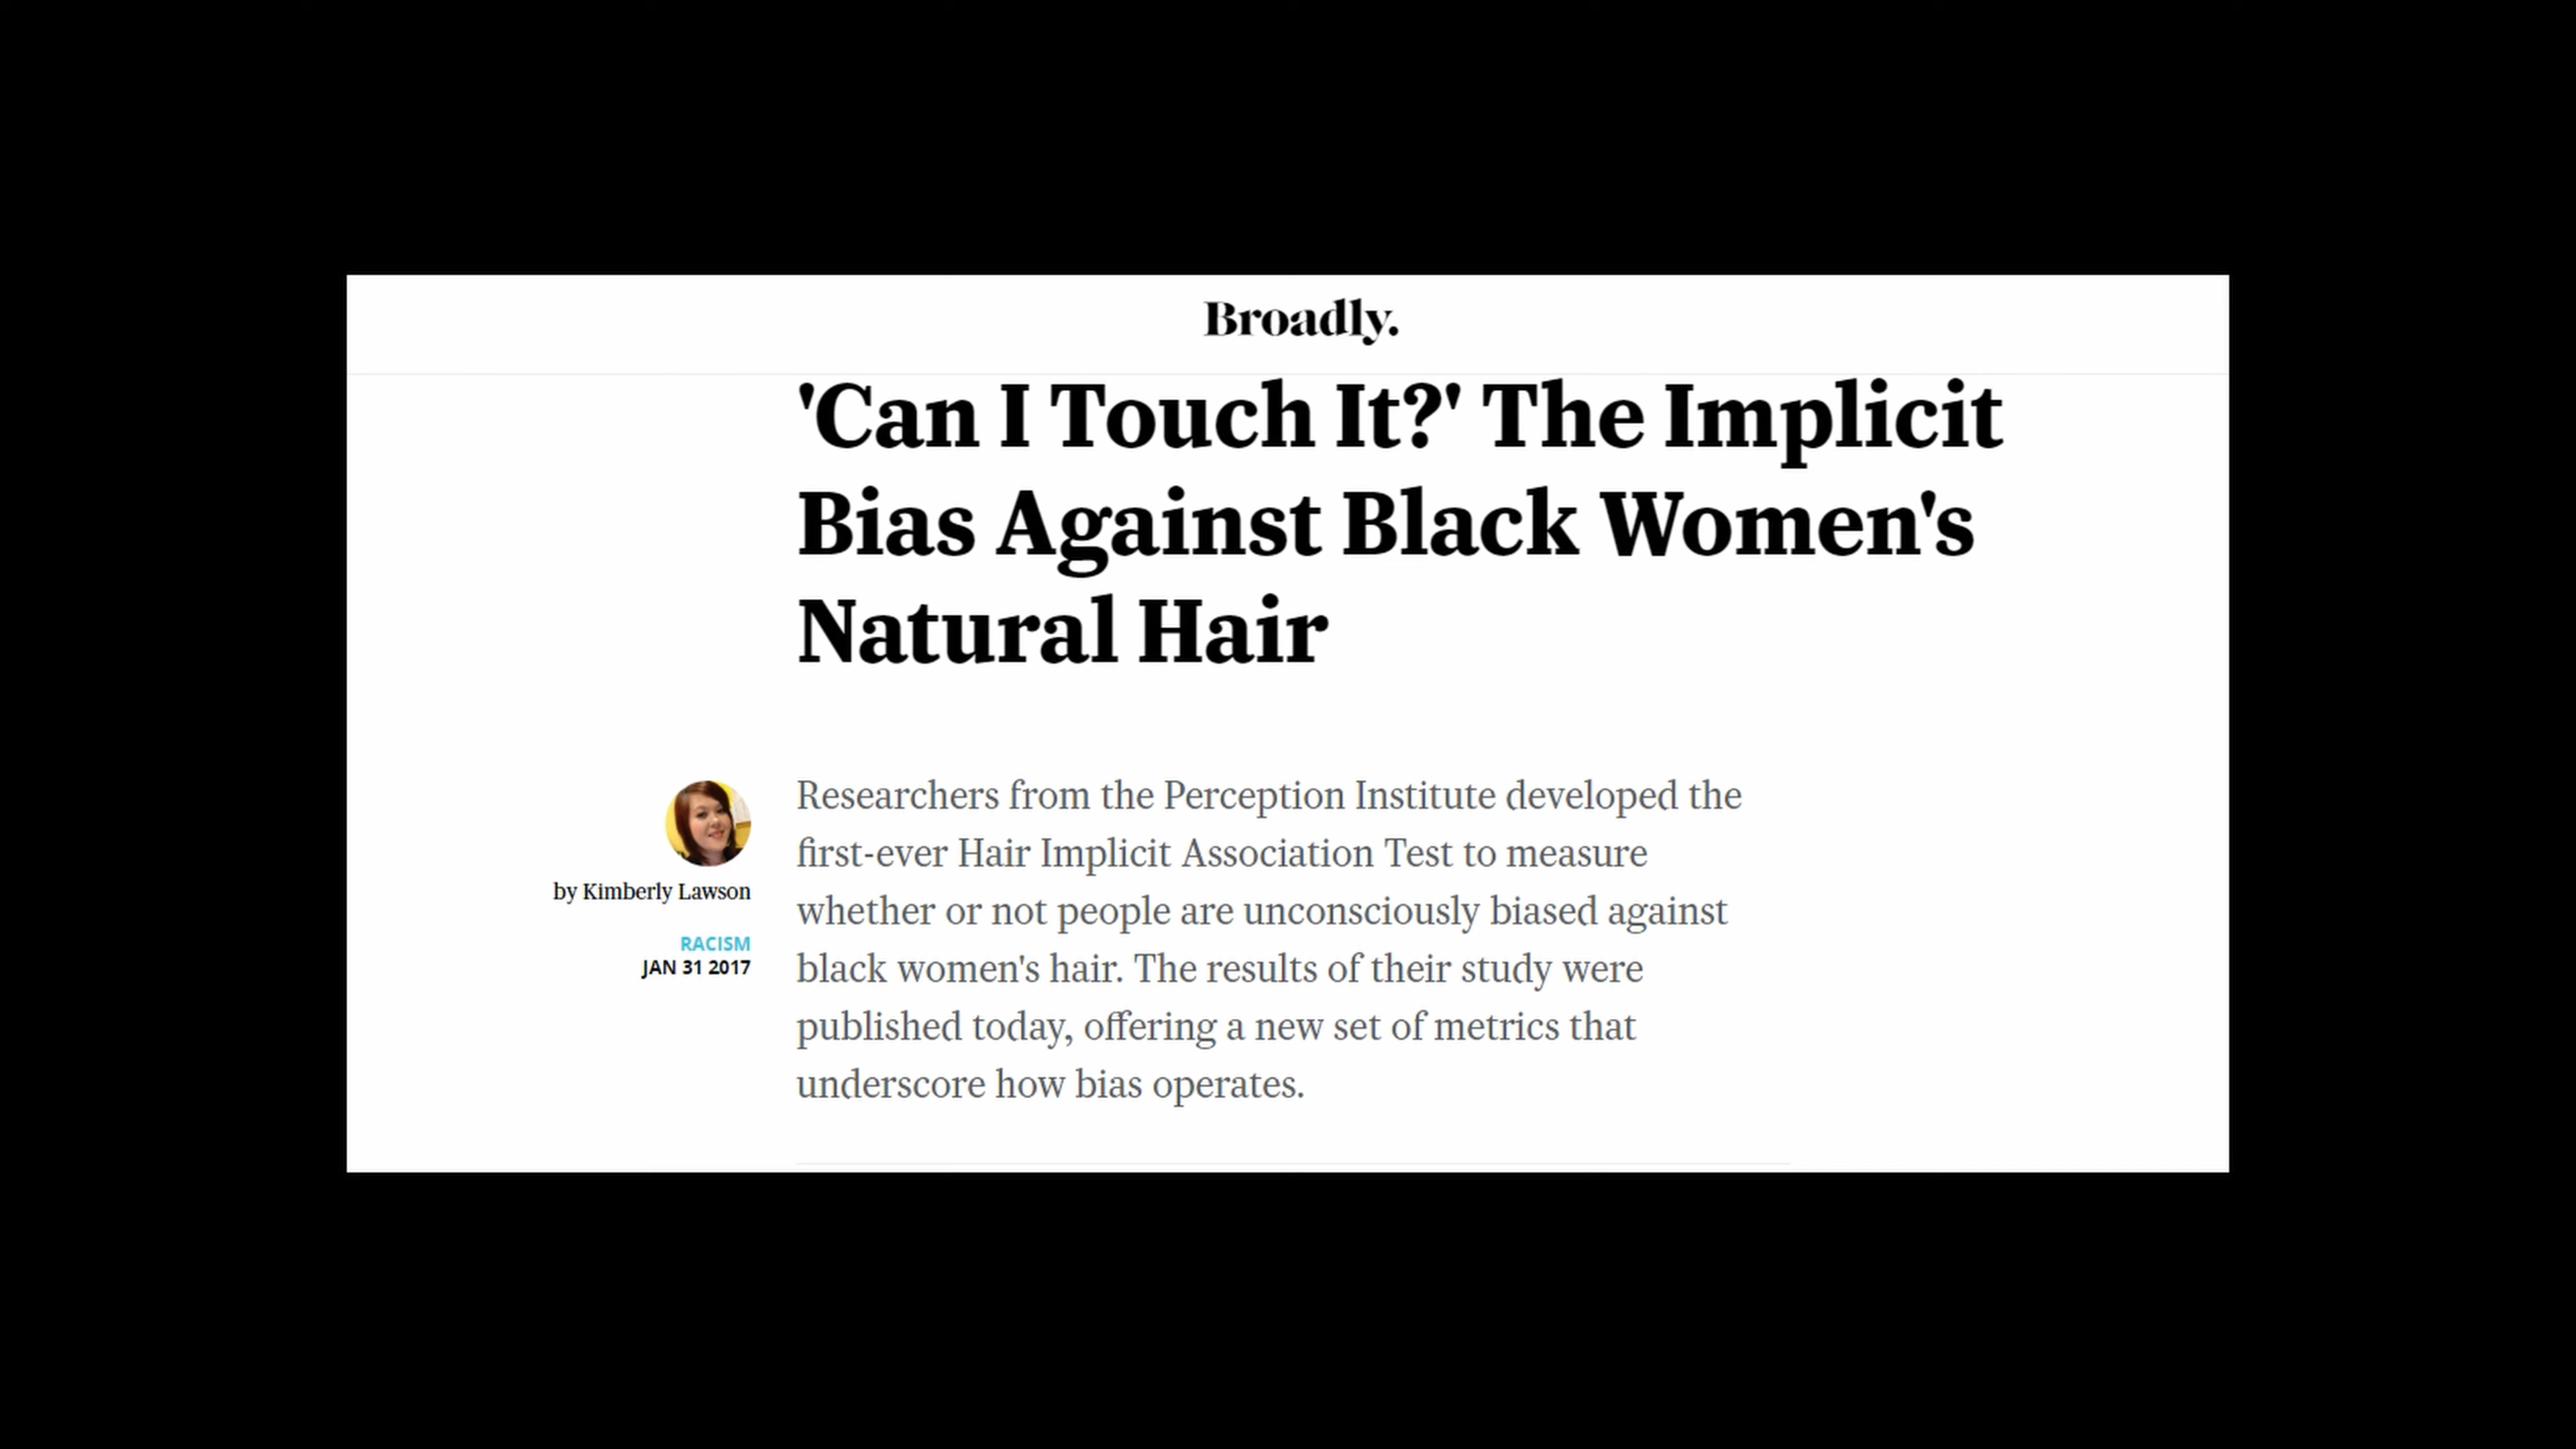 Broadly.
'Can I Touch It?' The Implicit
Bias Against Black Women's
Natural Hair
by Kimberly Lawson
RACISM
JAN 31 2017
Researchers from the Perception Institute developed the
first-ever Hair Implicit Association Test to measure
whether or not people are unconsciously biased against
black women's hair. The results of their study were
published today, offering a new set of metrics that
underscore how bias operates.